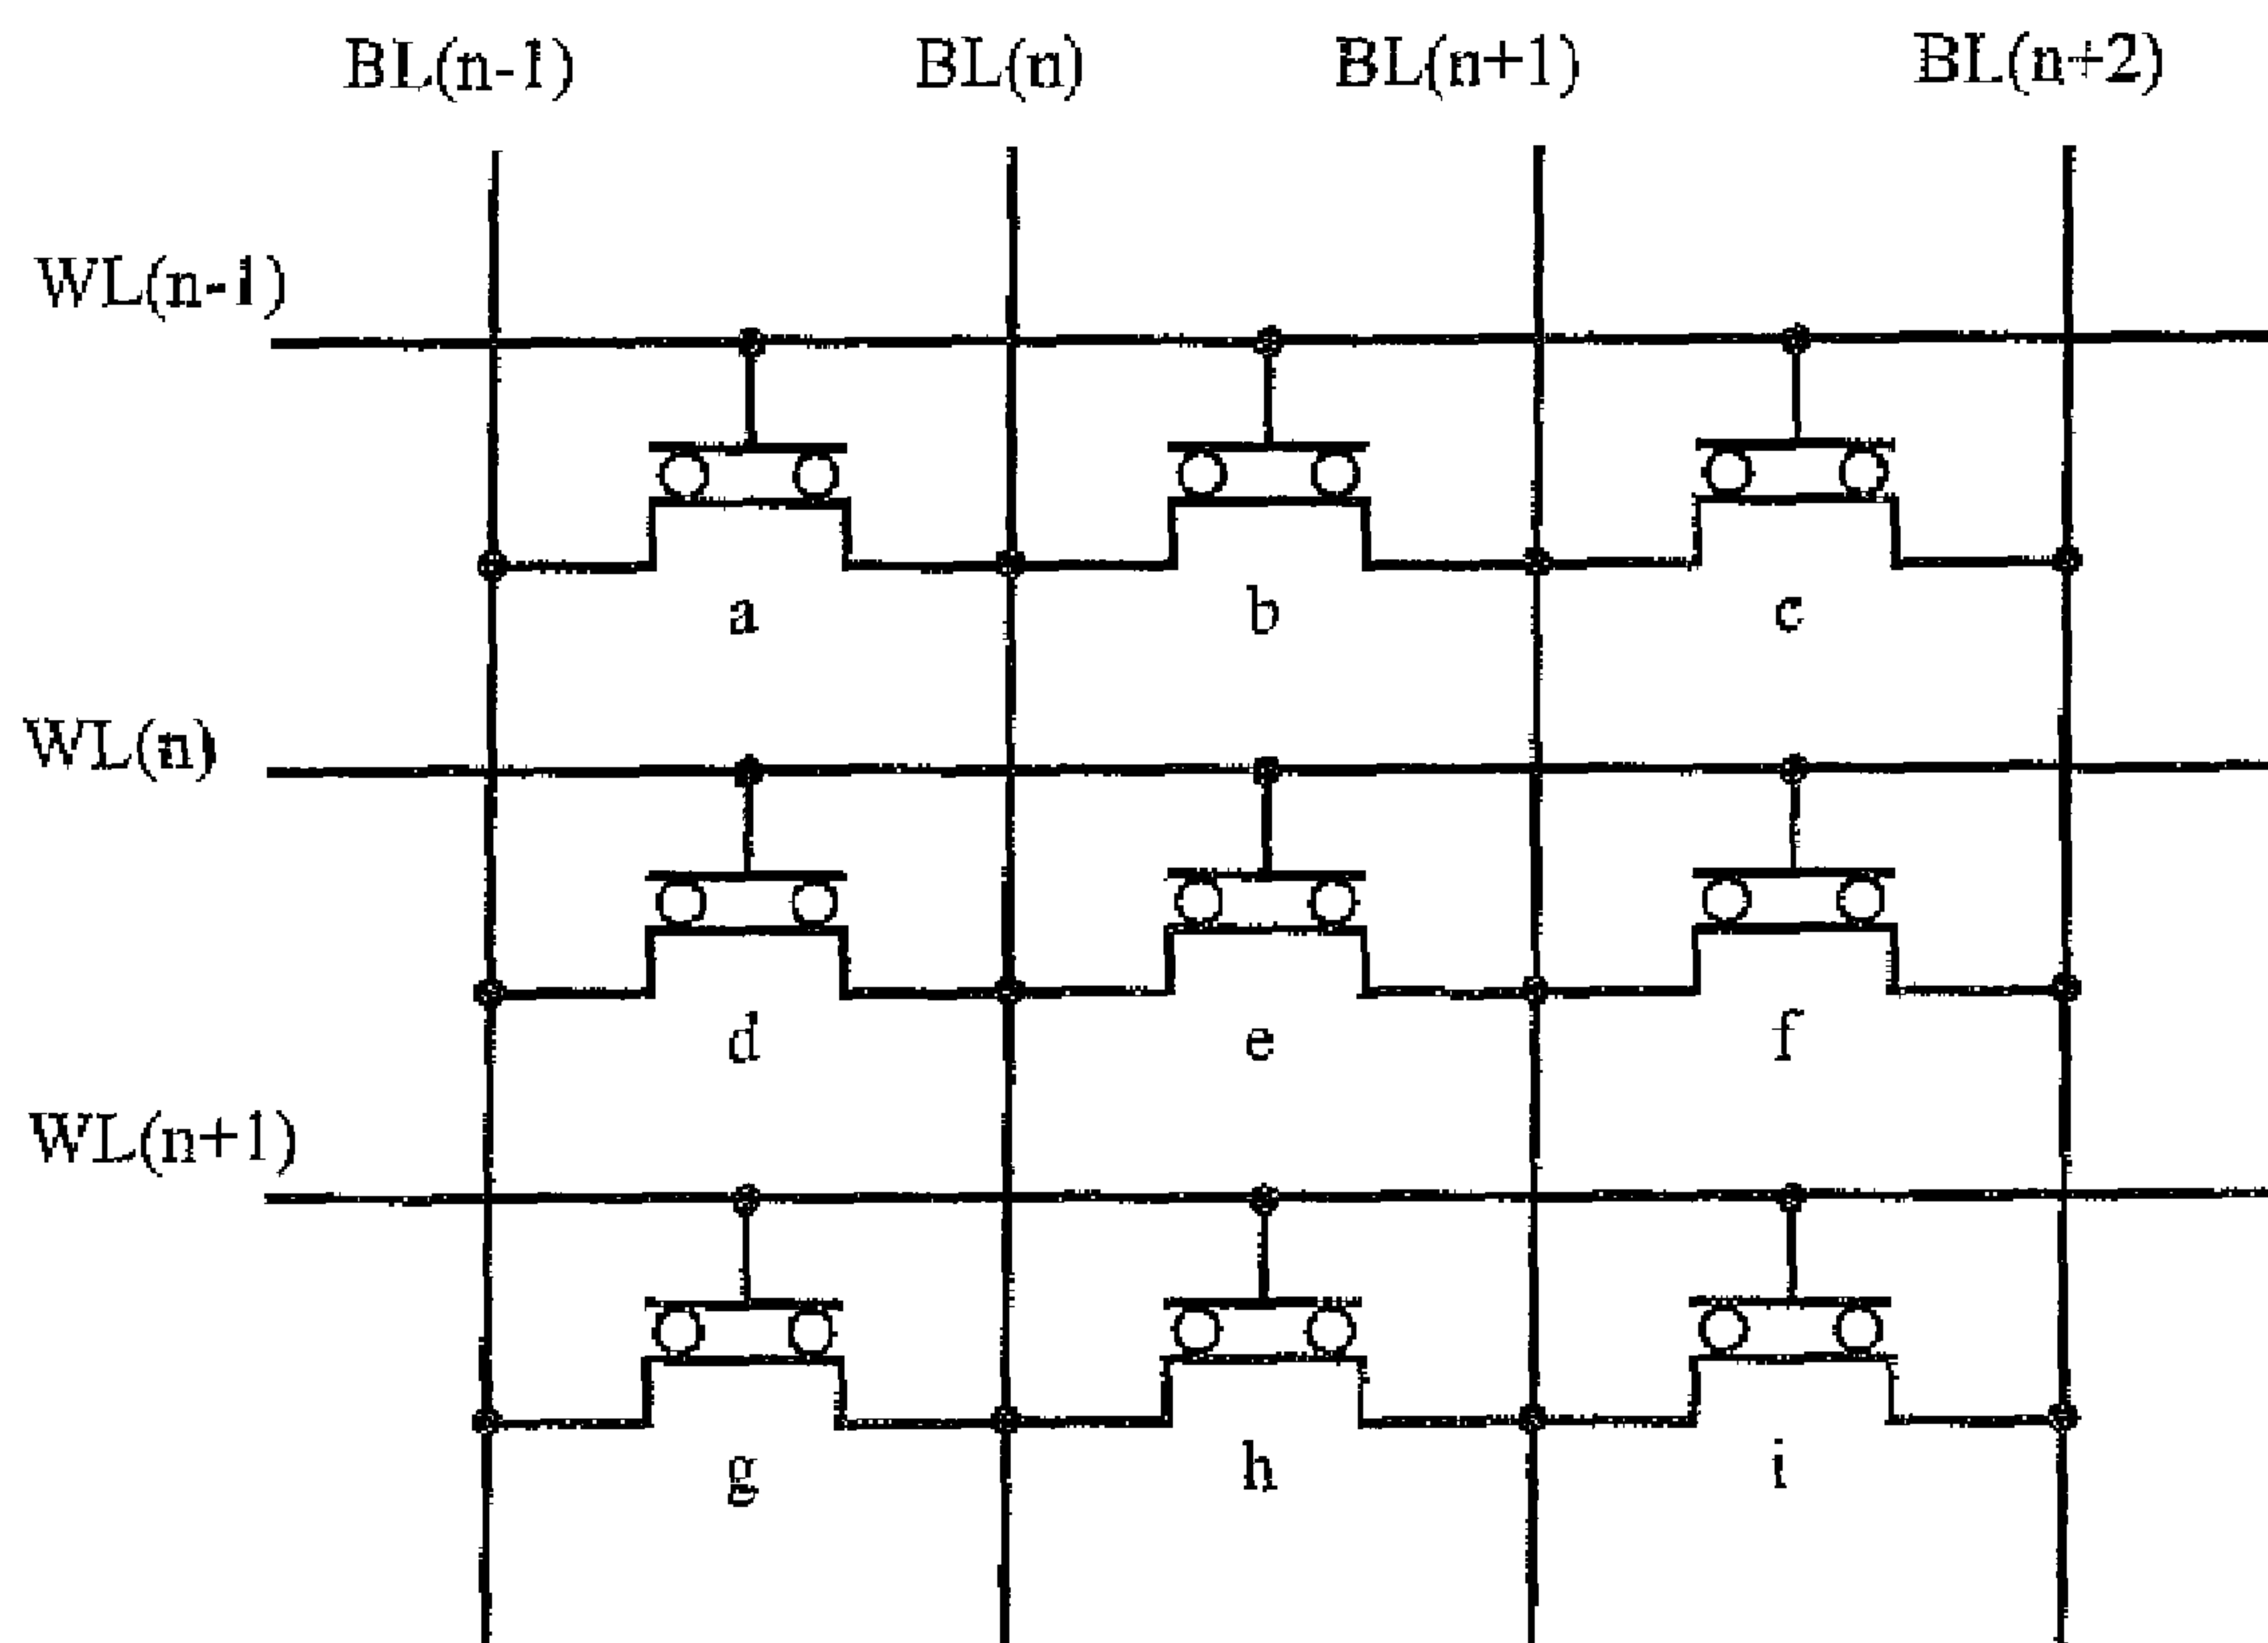 BL(n-1) BL(n) BL(n+1) BL(n+2)
WL(n-1)
a b c
WL(n)
d e f
WL(n+1)
g h i